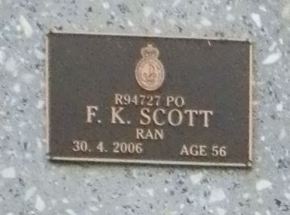 R94727 PO
F. K. SCOTT
RAN
30. 4. 2006 AGE 56